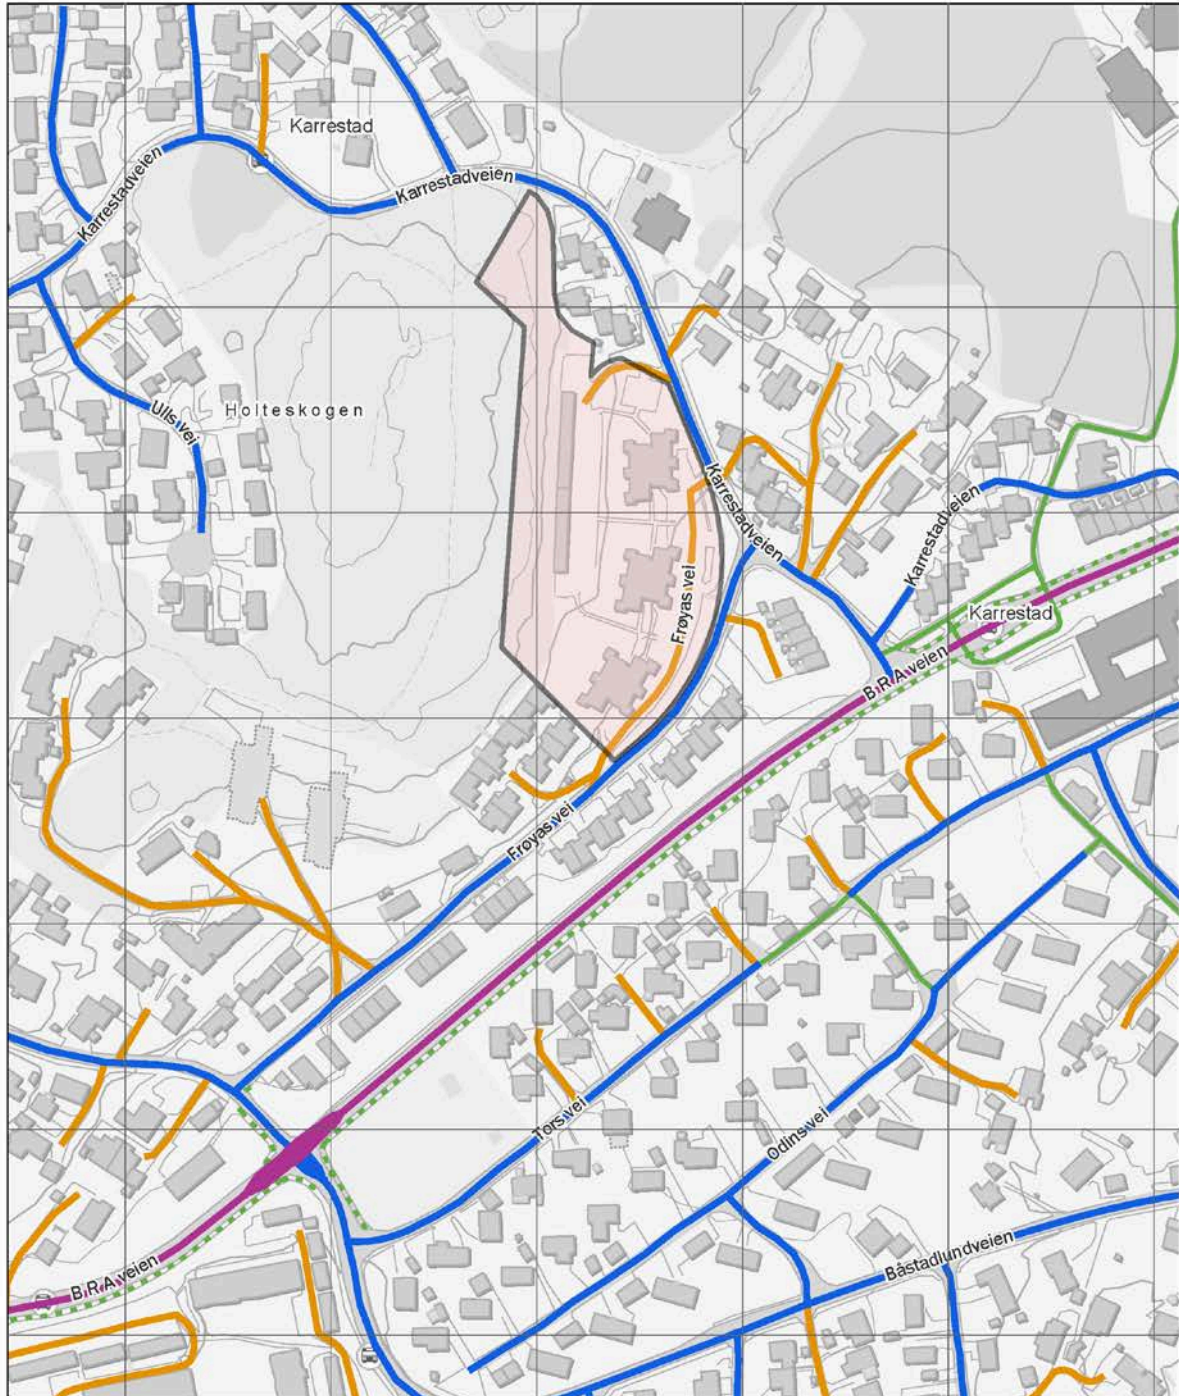 Karrestad
Karrestadveien
Karrestadveien
Ulls vei
Holteskogen
Karrestadveien
Karrestadveien
Frøyas vei
Karrestad
B R A veien
Frøyas vei
Tors vei
Odins vei
Båstadlundveien
B R A veien